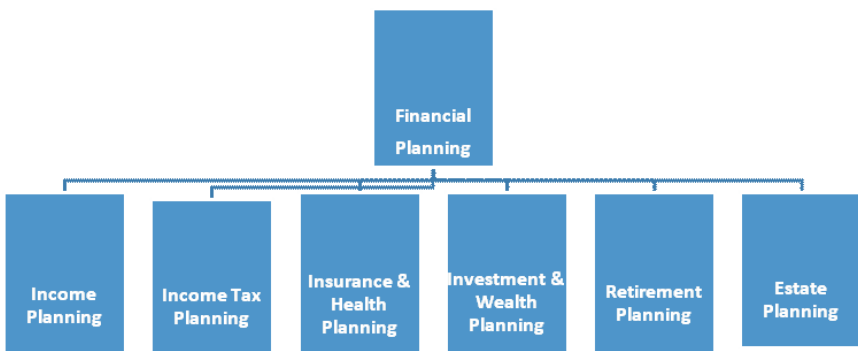 Financial
Planning
Income
Planning
Income Tax
Planning
Insurance &
Health
Planning
Investment &
Wealth
Planning
Retirement
Planning
Estate
Planning